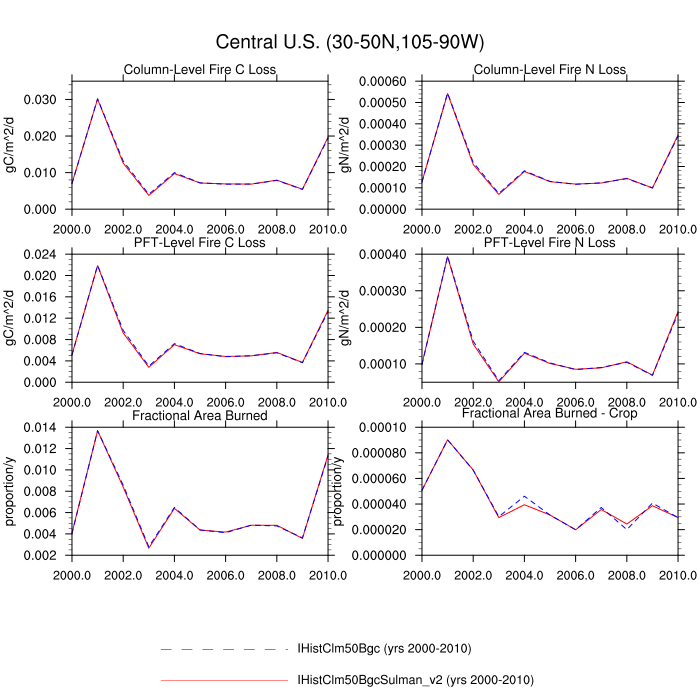 Central U.S. (30-50N,105-90W)
Column-Level Fire C Loss
gC/m^2/d
0.030
0.020
0.010
0.000
2000.0 2002.0 2004.0 2006.0 2008.0 2010.0
Column-Level Fire N Loss
gN/m^2/d
0.00060
0.00050
0.00040
0.00030
0.00020
0.00010
0.00000
2000.0 2002.0 2004.0 2006.0 2008.0 2010.0
PFT-Level Fire C Loss
gC/m^2/d
0.024
0.020
0.016
0.012
0.008
0.004
0.000
2000.0 2002.0 2004.0 2006.0 2008.0 2010.0
PFT-Level Fire N Loss
gN/m^2/d
0.00040
0.00030
0.00020
0.00010
2000.0 2002.0 2004.0 2006.0 2008.0 2010.0
Fractional Area Burned
proportion/y
0.014
0.012
0.010
0.008
0.006
0.004
0.002
2000.0 2002.0 2004.0 2006.0 2008.0 2010.0
Fractional Area Burned - Crop
proportion/y
0.00010
0.000080
0.000060
0.000040
0.000020
0.000000
2000.0 2002.0 2004.0 2006.0 2008.0 2010.0
IHistClm50Bgc (yrs 2000-2010)
IHistClm50BgcSulman_v2 (yrs 2000-2010)